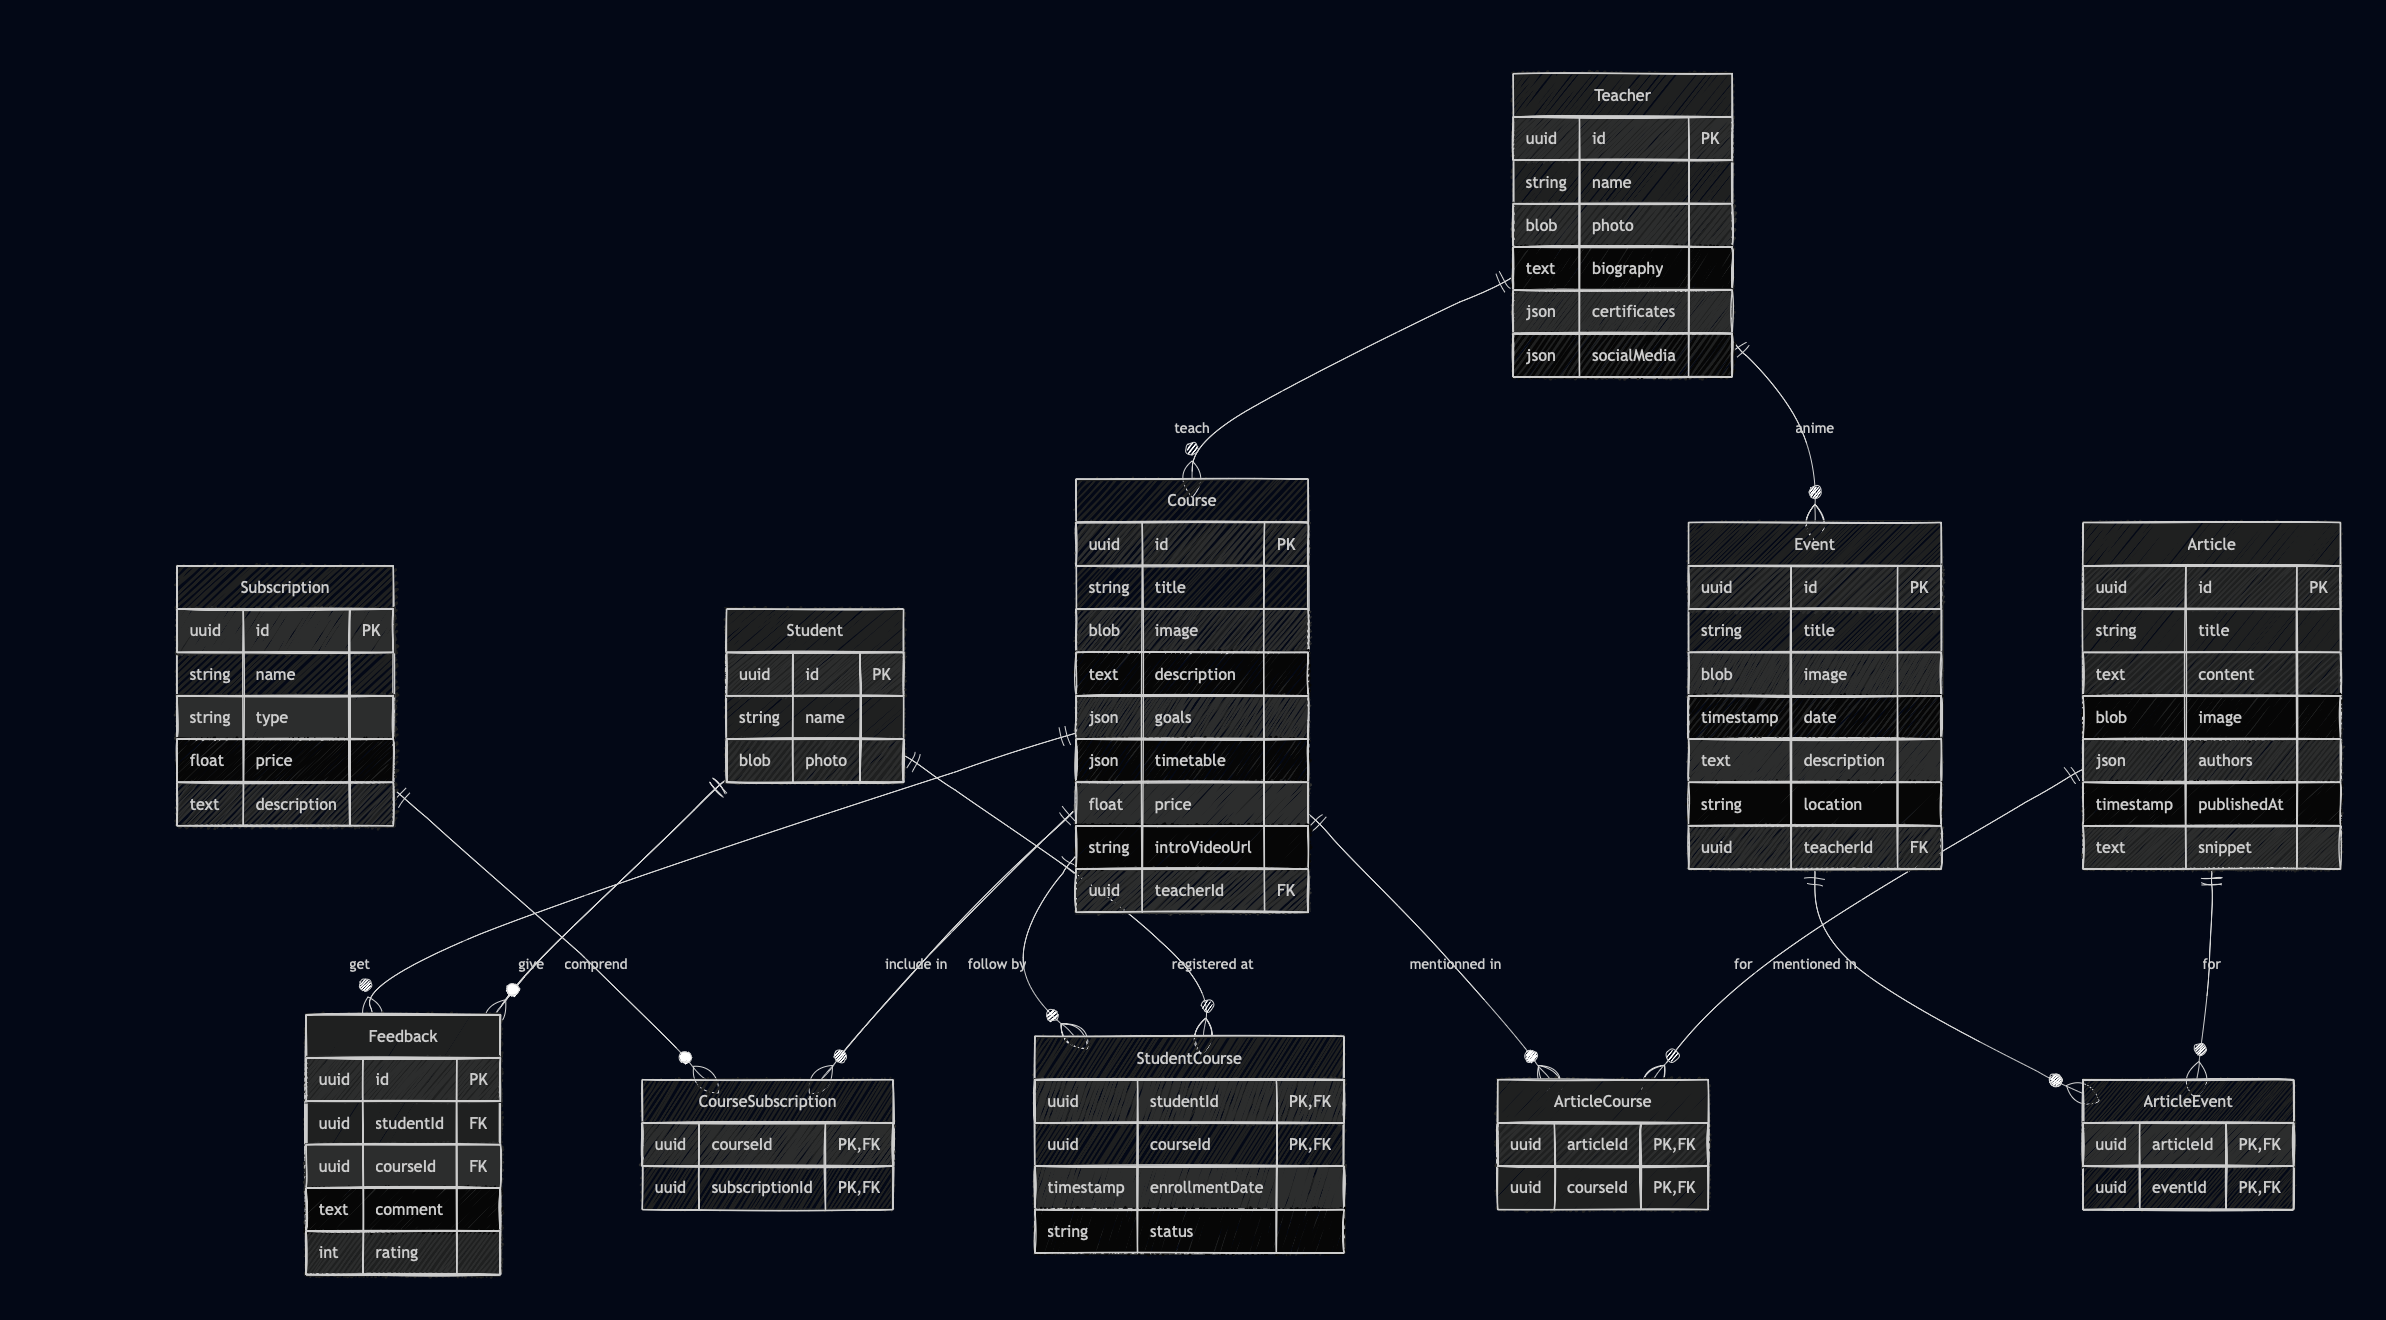 Teacher
uuid id PK
string name
blob photo
text biography
json certificates
json socialMedia
teach
anime
Course
uuid id PK
string title
blob image
text description
json goals
json timetable
float price
string introVideoUrl
uuid teacherId FK
Event
uuid id PK
string title
blob image
timestamp date
text description
string location
uuid teacherId FK
Article
uuid id PK
string title
text content
blob image
json authors
timestamp publishedAt
text snippet
Subscription
uuid id PK
string name
string type
float price
text description
Student
uuid id PK
string name
blob photo
get
give
comprend
include in
follow by
registered at
mentionned in
for
mentioned in
for
Feedback
uuid id PK
uuid studentId FK
uuid courseId FK
text comment
int rating
CourseSubscription
uuid courseId PK,FK
uuid subscriptionId PK,FK
StudentCourse
uuid studentId PK,FK
uuid courseId PK,FK
timestamp enrollmentDate
string status
ArticleCourse
uuid articleId PK,FK
uuid courseId PK,FK
ArticleEvent
uuid articleId PK,FK
uuid eventId PK,FK